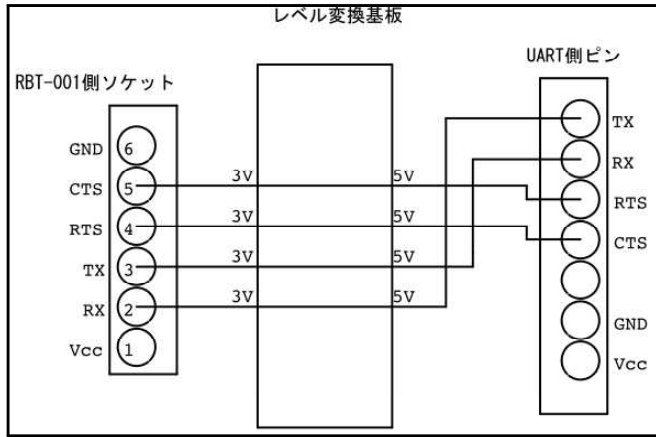 レベル変換基板
UART側ピン
RBT-001側ソケット
TX
GND 6
RX
CTS 5 3V 5V RTS
RTS 4 3V 5V CTS
TX 3 3V 5V
RX 2 3V 5V GND
Vcc 1 Vcc